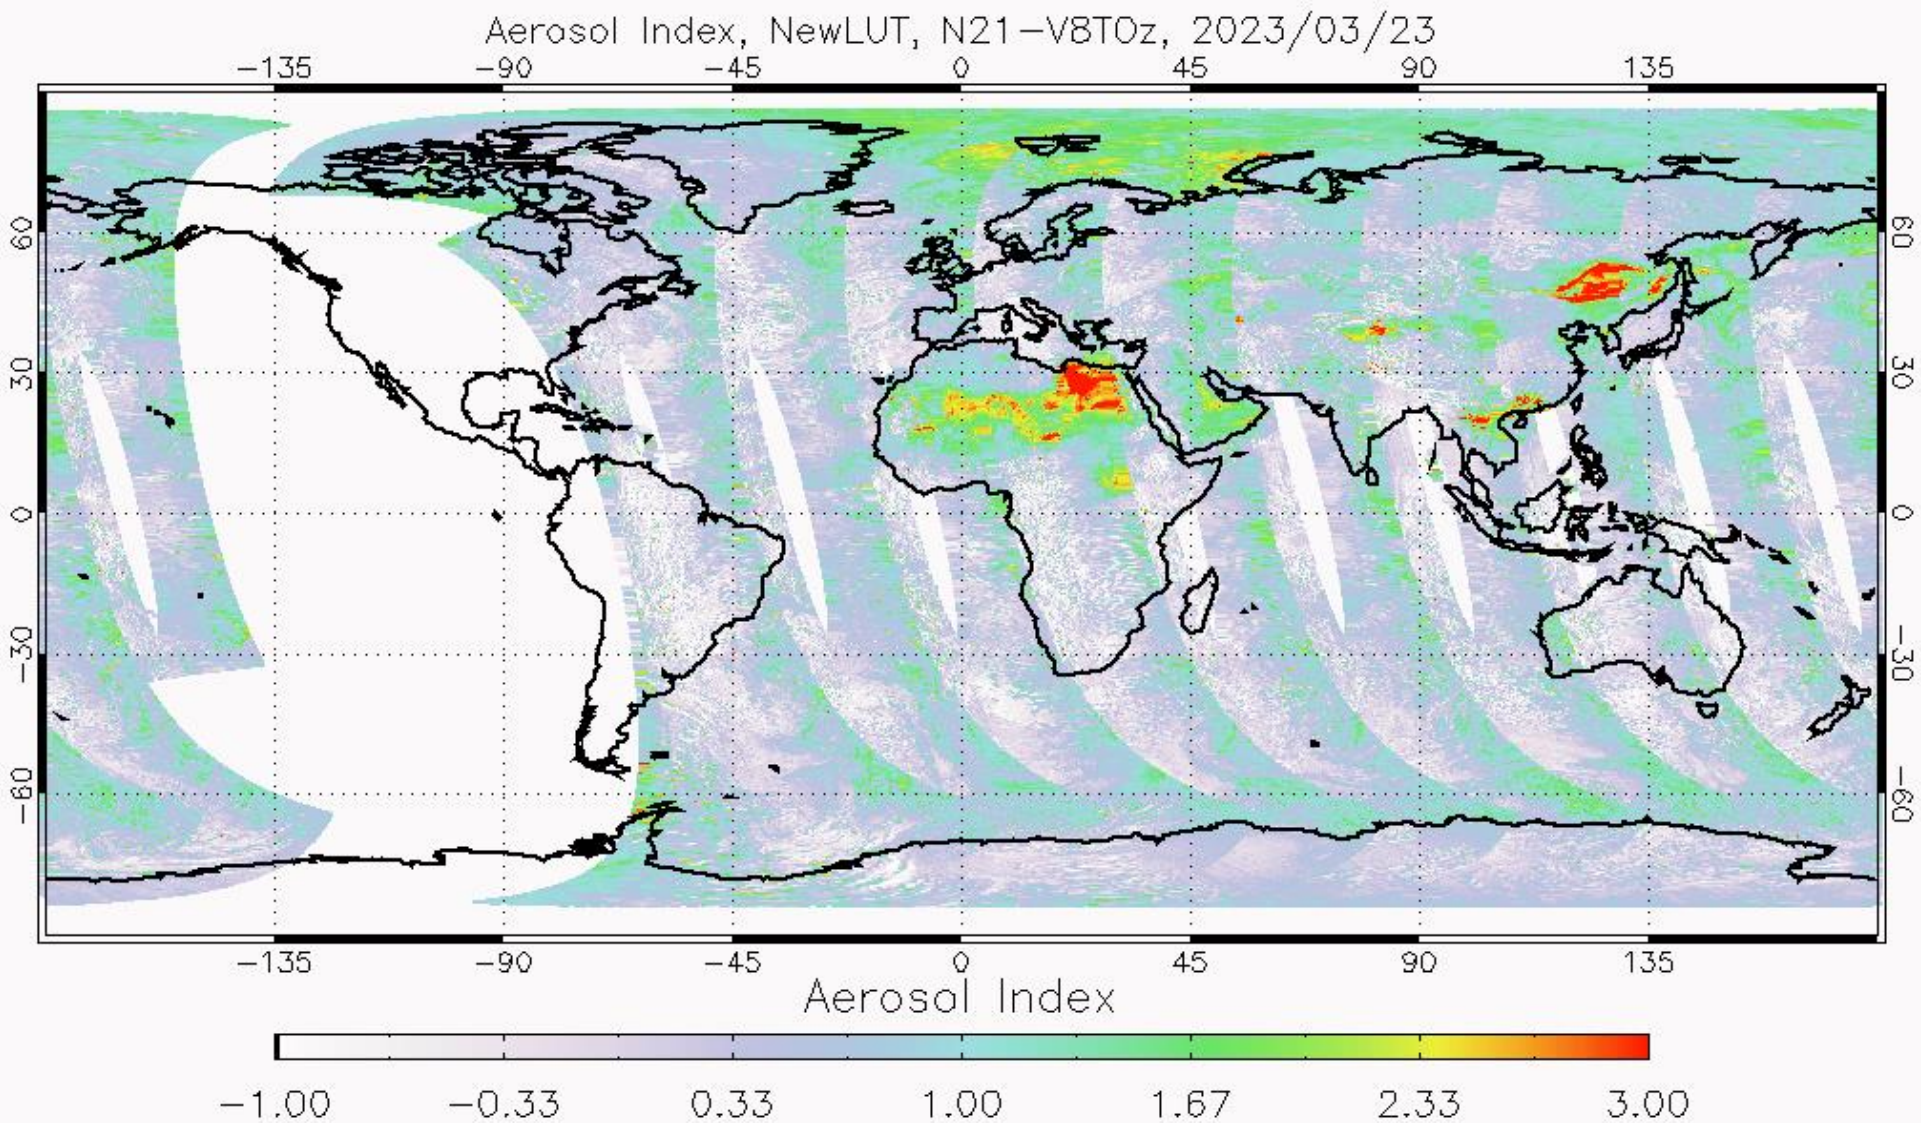 Aerosol Index, NewLUT, N21-V8TOz, 2023/03/23
-135 -90 -45 0 45 90 135
60 60
30 30
0 0
-30 -30
-60 -60
-135 -90 -45 0 45 90 135
Aerosol Index
-1.00 -0.33 0.33 1.00 1.67 2.33 3.00